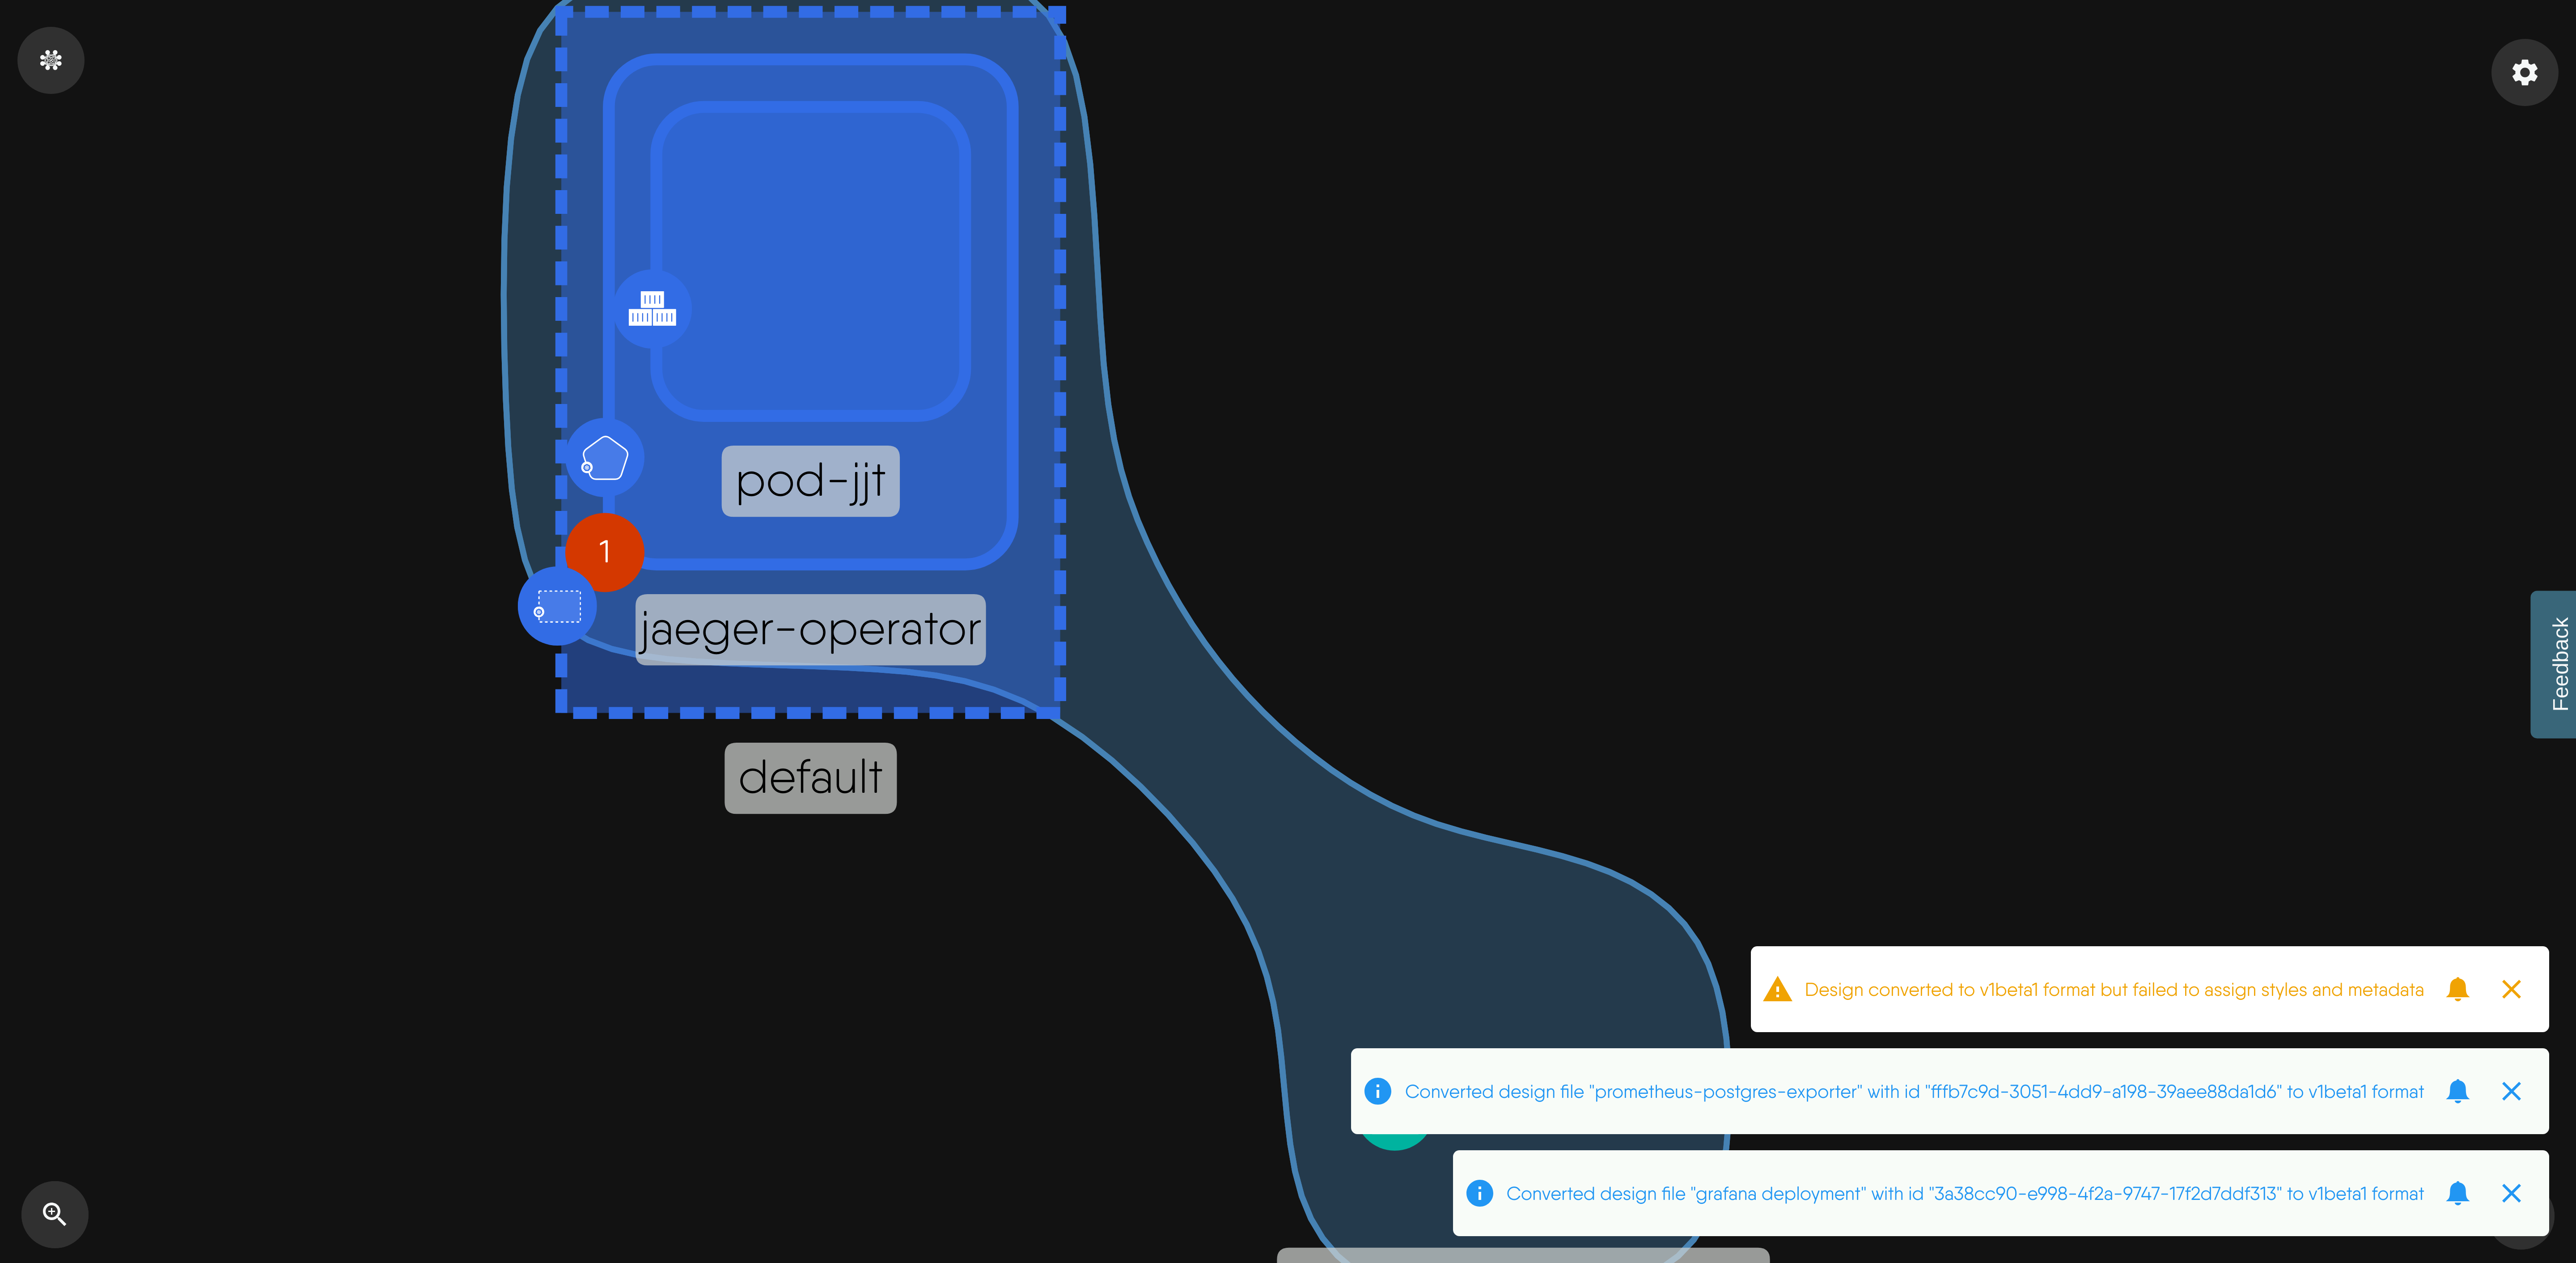 pod-jjt
1
jaeger-operator
default
Feedback
Design converted to v1beta1 format but failed to assign styles and metadata
Converted design file "prometheus-postgres-exporter" with id "fffb7c9d-3051-4dd9-a198-39aee88da1d6" to v1beta1 format
Converted design file "grafana deployment" with id "3a38cc90-e998-4f2a-9747-17f2d7ddf313" to v1beta1 format